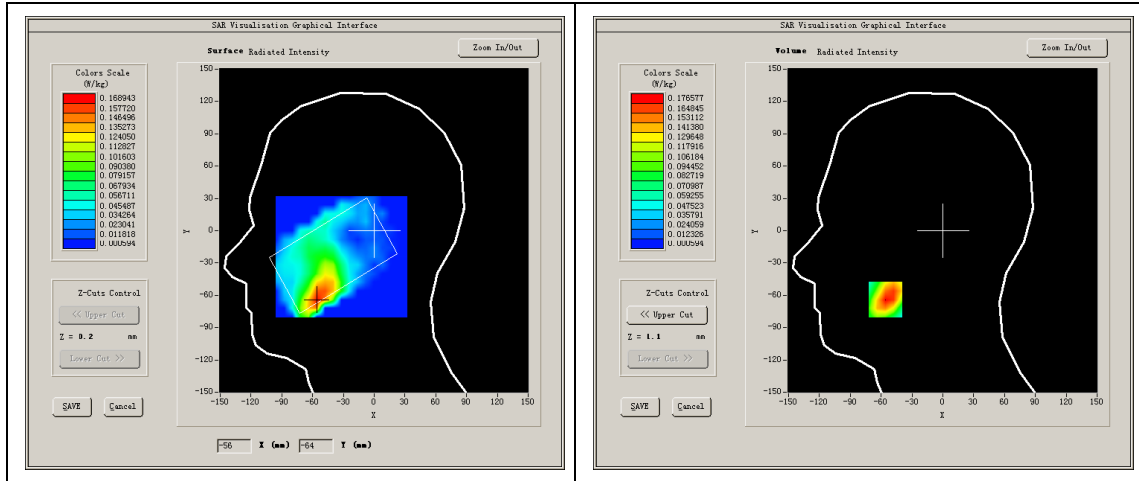 SAR Visualisation Graphical Interface
Surface Radiated Intensity
Zoom In/Out
Colors Scale
(W/kg)
0.168943
0.157720
0.146496
0.135273
0.124050
0.112827
0.101603
0.090380
0.079157
0.067934
0.056711
0.045487
0.034264
0.023041
0.011818
0.000594
150
120
90
60
30
0
-30
-60
-90
-120
-150
Y
-150 -120 -90 -60 -30 0 30 60 90 120 150
X
Z-Cuts Control
<< Upper Cut
Z = 0.2 mm
Lower Cut >>
SAVE Cancel
-56 X (mm) -64 Y (mm)
SAR Visualisation Graphical Interface
Volume Radiated Intensity
Zoom In/Out
Colors Scale
(W/kg)
0.176577
0.164845
0.153112
0.141380
0.129648
0.117916
0.106184
0.094452
0.082719
0.070987
0.059255
0.047523
0.035791
0.024059
0.012326
0.000594
150
120
90
60
30
0
-30
-60
-90
-120
-150
Y
-150 -120 -90 -60 -30 0 30 60 90 120 150
X
Z-Cuts Control
<< Upper Cut
Z = 1.1 mm
Lower Cut >>
SAVE Cancel